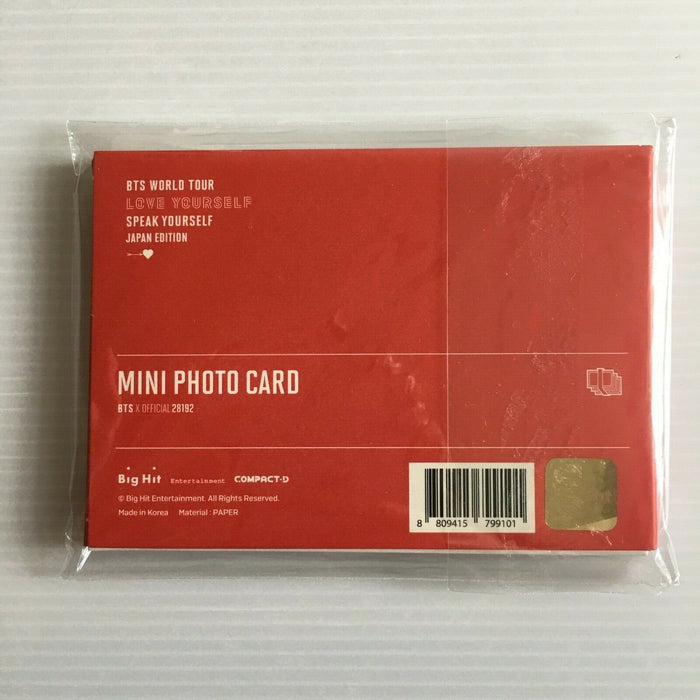 BTS WORLD TOUR
LOVE YOURSELF
SPEAK YOURSELF
JAPAN EDITION
MINI PHOTO CARD
BTS X OFFICIAL 28192
Big Hit Entertainment COMPACT-D
© Big Hit Entertainment. All Rights Reserved.
Made in Korea Material : PAPER
8 809415 799101